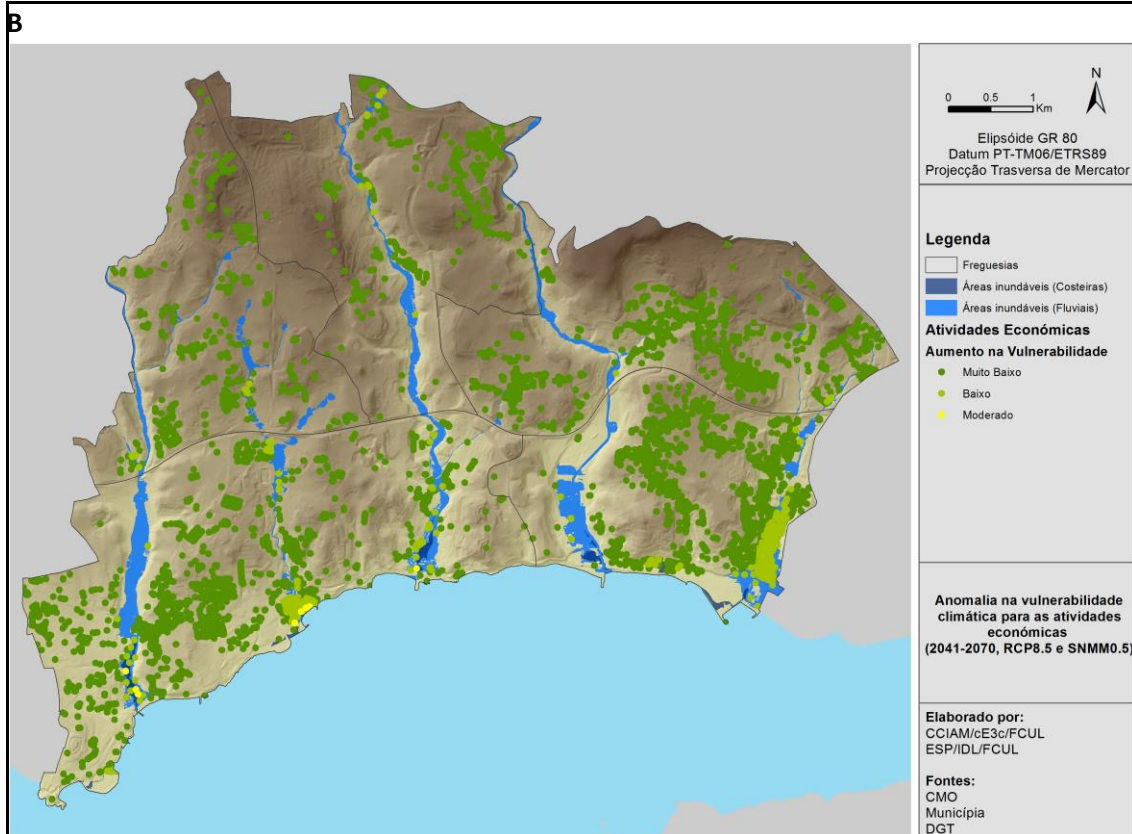 B
N
0 0.5 1
Km
Elipsóide GR 80
Datum PT-TM06/ETRS89
Projecção Trasversa de Mercator
Legenda
Freguesias
Áreas inundáveis (Costeiras)
Áreas inundáveis (Fluviais)
Atividades Económicas
Aumento na Vulnerabilidade
Muito Baixo
Baixo
Moderado
Anomalia na vulnerabilidade
climática para as atividades
económicas
(2041-2070, RCP8.5 e SNMM0.5)
Elaborado por:
CCIAM/cE3c/FCUL
ESP/IDL/FCUL
Fontes:
CMO
Municípia
DGT